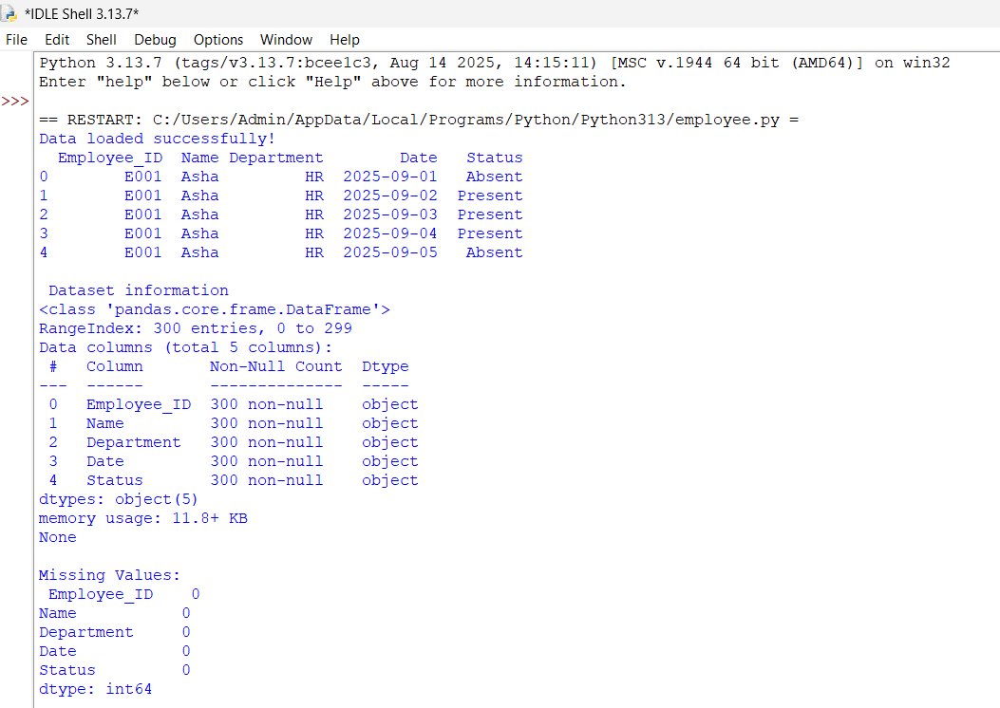 *IDLE Shell 3.13.7*
File Edit Shell Debug Options Window Help
Python 3.13.7 (tags/v3.13.7:bcee1c3, Aug 14 2025, 14:15:11) [MSC v.1944 64 bit (AMD64)] on win32
Enter "help" below or click "Help" above for more information.
>>>
== RESTART: C:/Users/Admin/AppData/Local/Programs/Python/Python313/employee.py =
Data loaded successfully!
  Employee_ID  Name Department        Date   Status
0        E001  Asha         HR  2025-09-01   Absent
1        E001  Asha         HR  2025-09-02  Present
2        E001  Asha         HR  2025-09-03  Present
3        E001  Asha         HR  2025-09-04  Present
4        E001  Asha         HR  2025-09-05   Absent
 Dataset information
<class 'pandas.core.frame.DataFrame'>
RangeIndex: 300 entries, 0 to 299
Data columns (total 5 columns):
 #   Column       Non-Null Count  Dtype
---  ------       --------------  -----
 0   Employee_ID  300 non-null    object
 1   Name         300 non-null    object
 2   Department   300 non-null    object
 3   Date         300 non-null    object
 4   Status       300 non-null    object
dtypes: object(5)
memory usage: 11.8+ KB
None
Missing Values:
 Employee_ID    0
Name           0
Department     0
Date           0
Status         0
dtype: int64